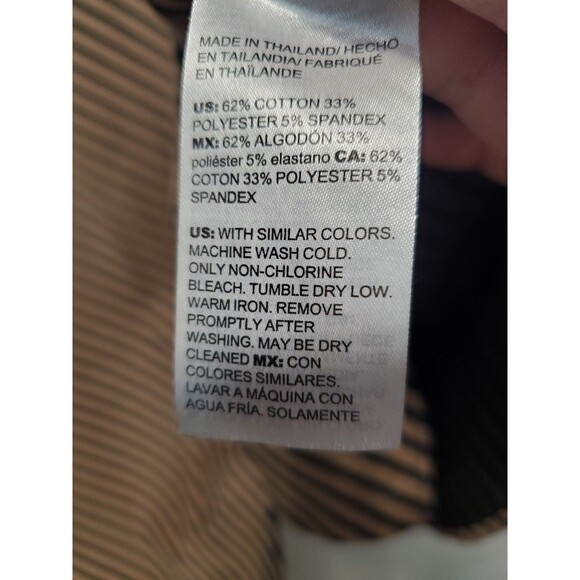 MADE IN THAILAND/ HECHO
EN TAILANDIA/ FABRIQUÉ
EN THAÏLANDE
US: 62% COTTON 33%
POLYESTER 5% SPANDEX
MX: 62% ALGODÓN 33%
poliéster 5% elastano CA: 62%
COTON 33% POLYESTER 5%
SPANDEX
US: WITH SIMILAR COLORS.
MACHINE WASH COLD.
ONLY NON-CHLORINE
BLEACH. TUMBLE DRY LOW.
WARM IRON. REMOVE
PROMPTLY AFTER
WASHING. MAY BE DRY
CLEANED MX: CON
COLORES SIMILARES.
LAVAR A MÁQUINA CON
AGUA FRÍA. SOLAMENTE